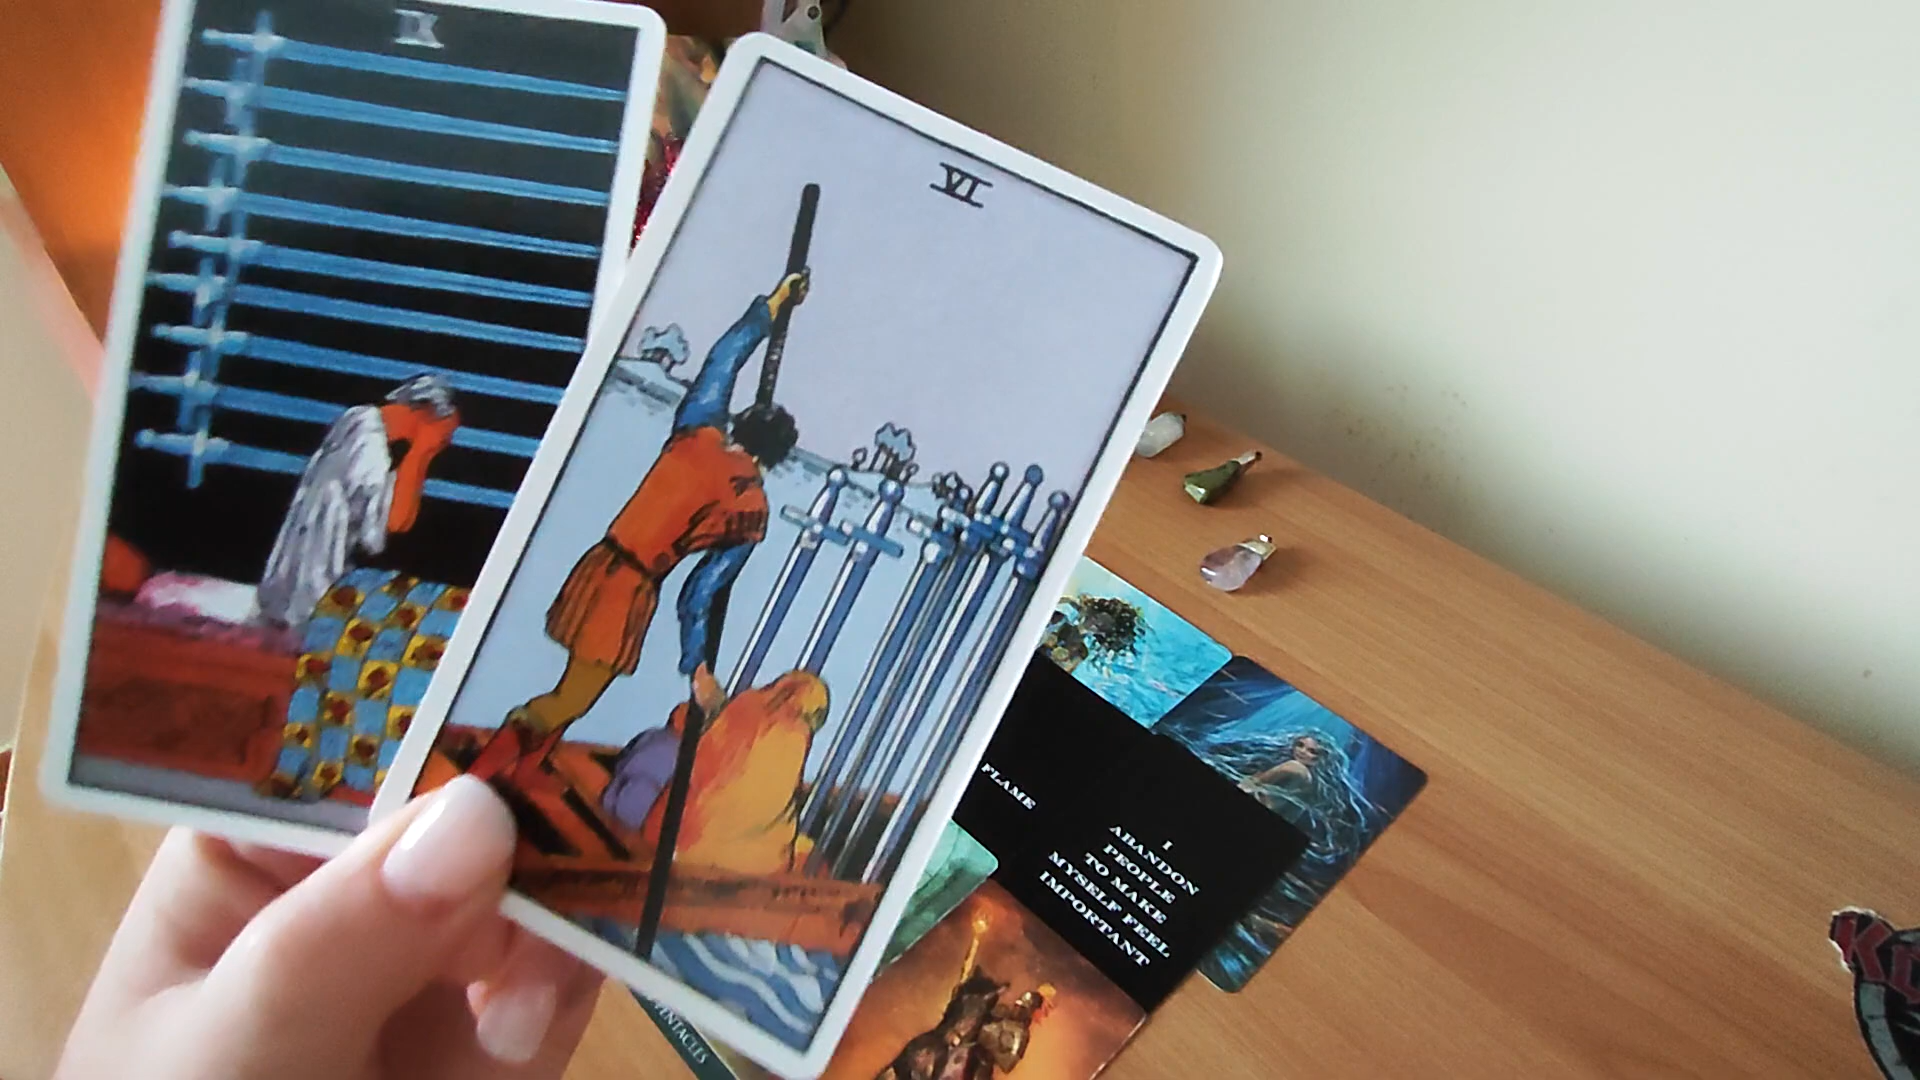 IX
VI
FLAME
I
ABANDON
PEOPLE
TO MAKE
MYSELF FEEL
IMPORTANT